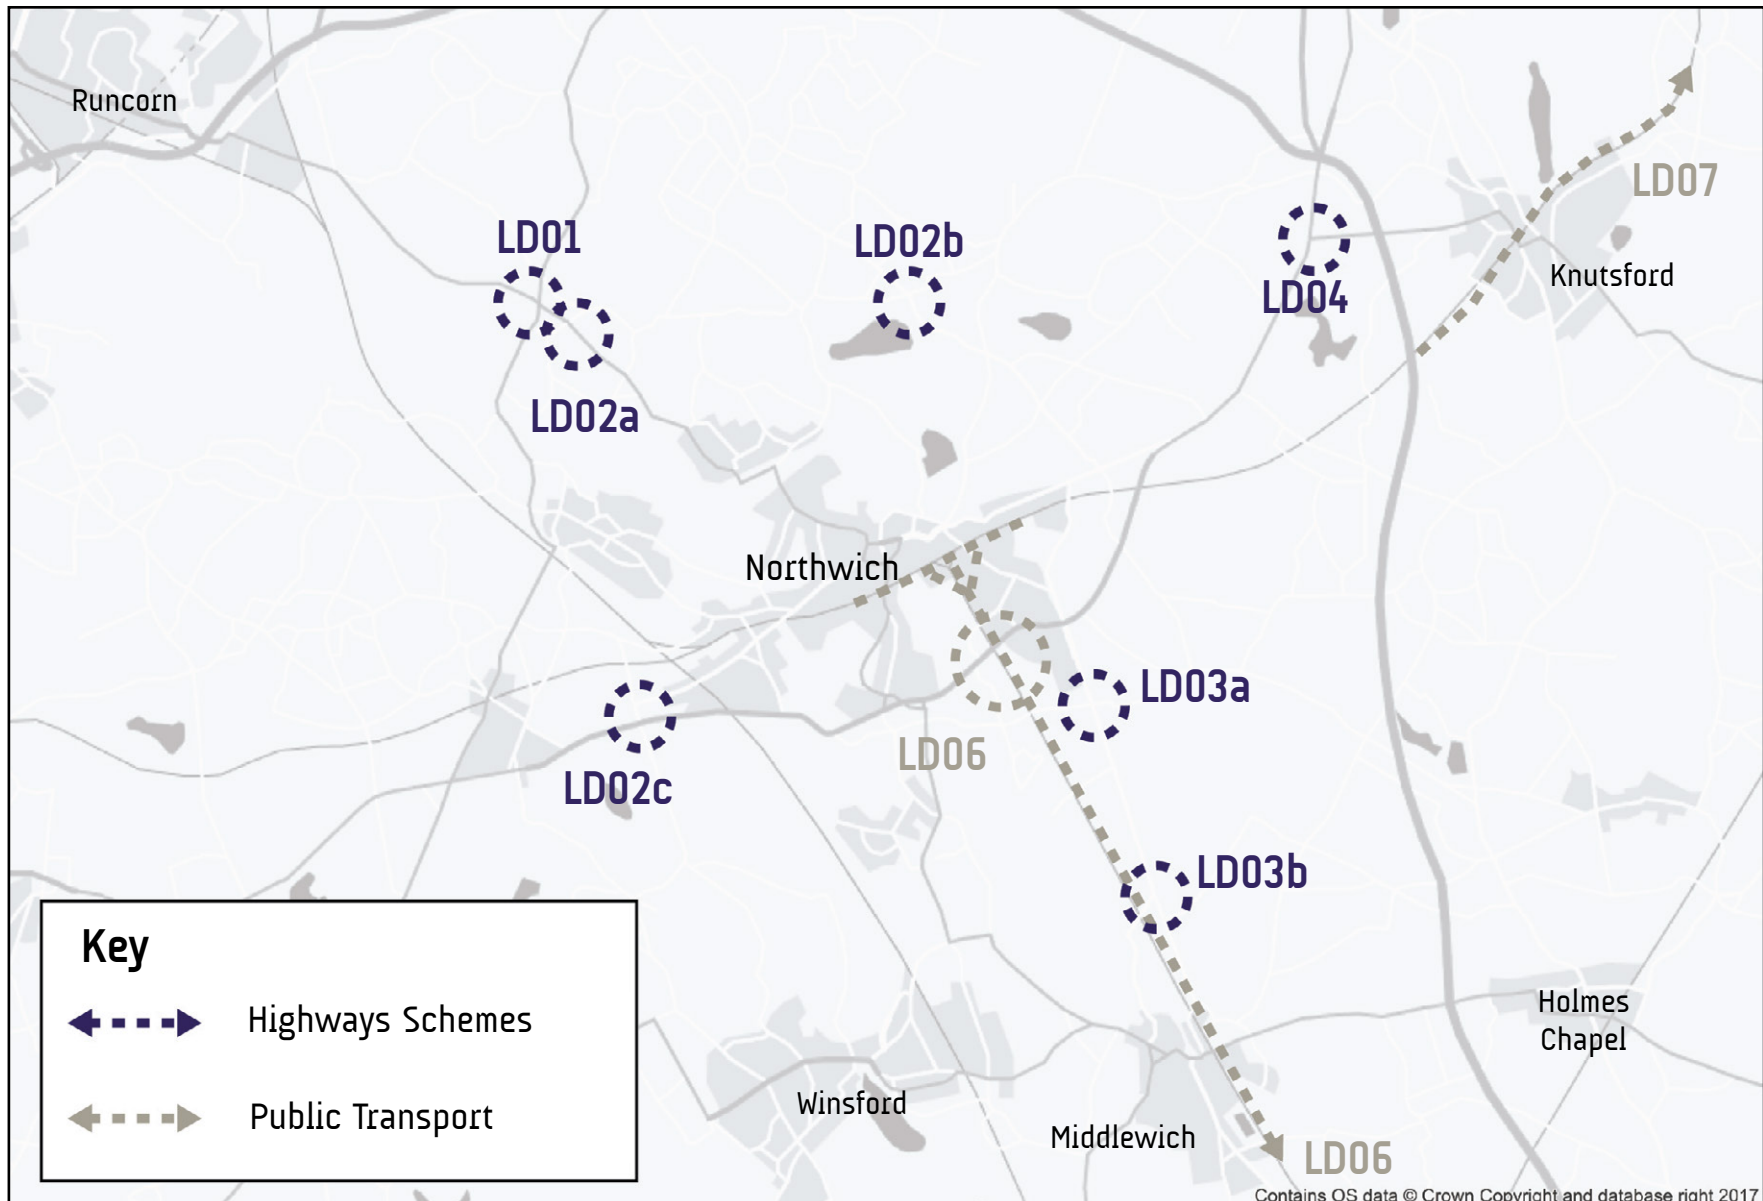 Runcorn
LD07
LD01
LD02b
Knutsford
LD04
LD02a
Northwich
LD03a
LD06
LD02c
LD03b
Key
Highways Schemes
Public Transport
Holmes
Chapel
Winsford
Middlewich
LD06
Contains OS data © Crown Copyright and database right 2017